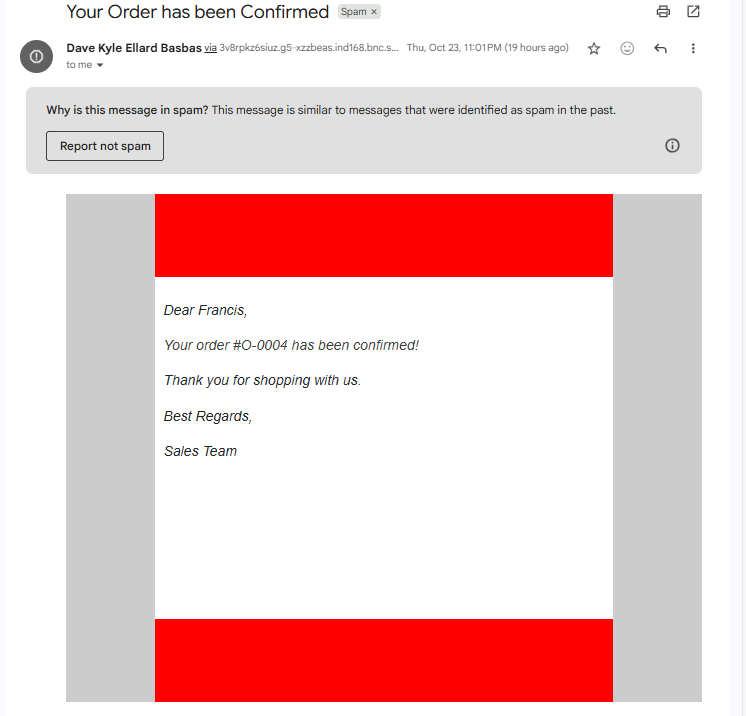 Your Order has been Confirmed Spam ×
Dave Kyle Ellard Basbas via 3v8rpkz6siuz.g5-xzzbeas.ind168.bnc.s... Thu, Oct 23, 11:01 PM (19 hours ago)
to me
Why is this message in spam? This message is similar to messages that were identified as spam in the past.
Report not spam
Dear Francis,
Your order #O-0004 has been confirmed!
Thank you for shopping with us.
Best Regards,
Sales Team